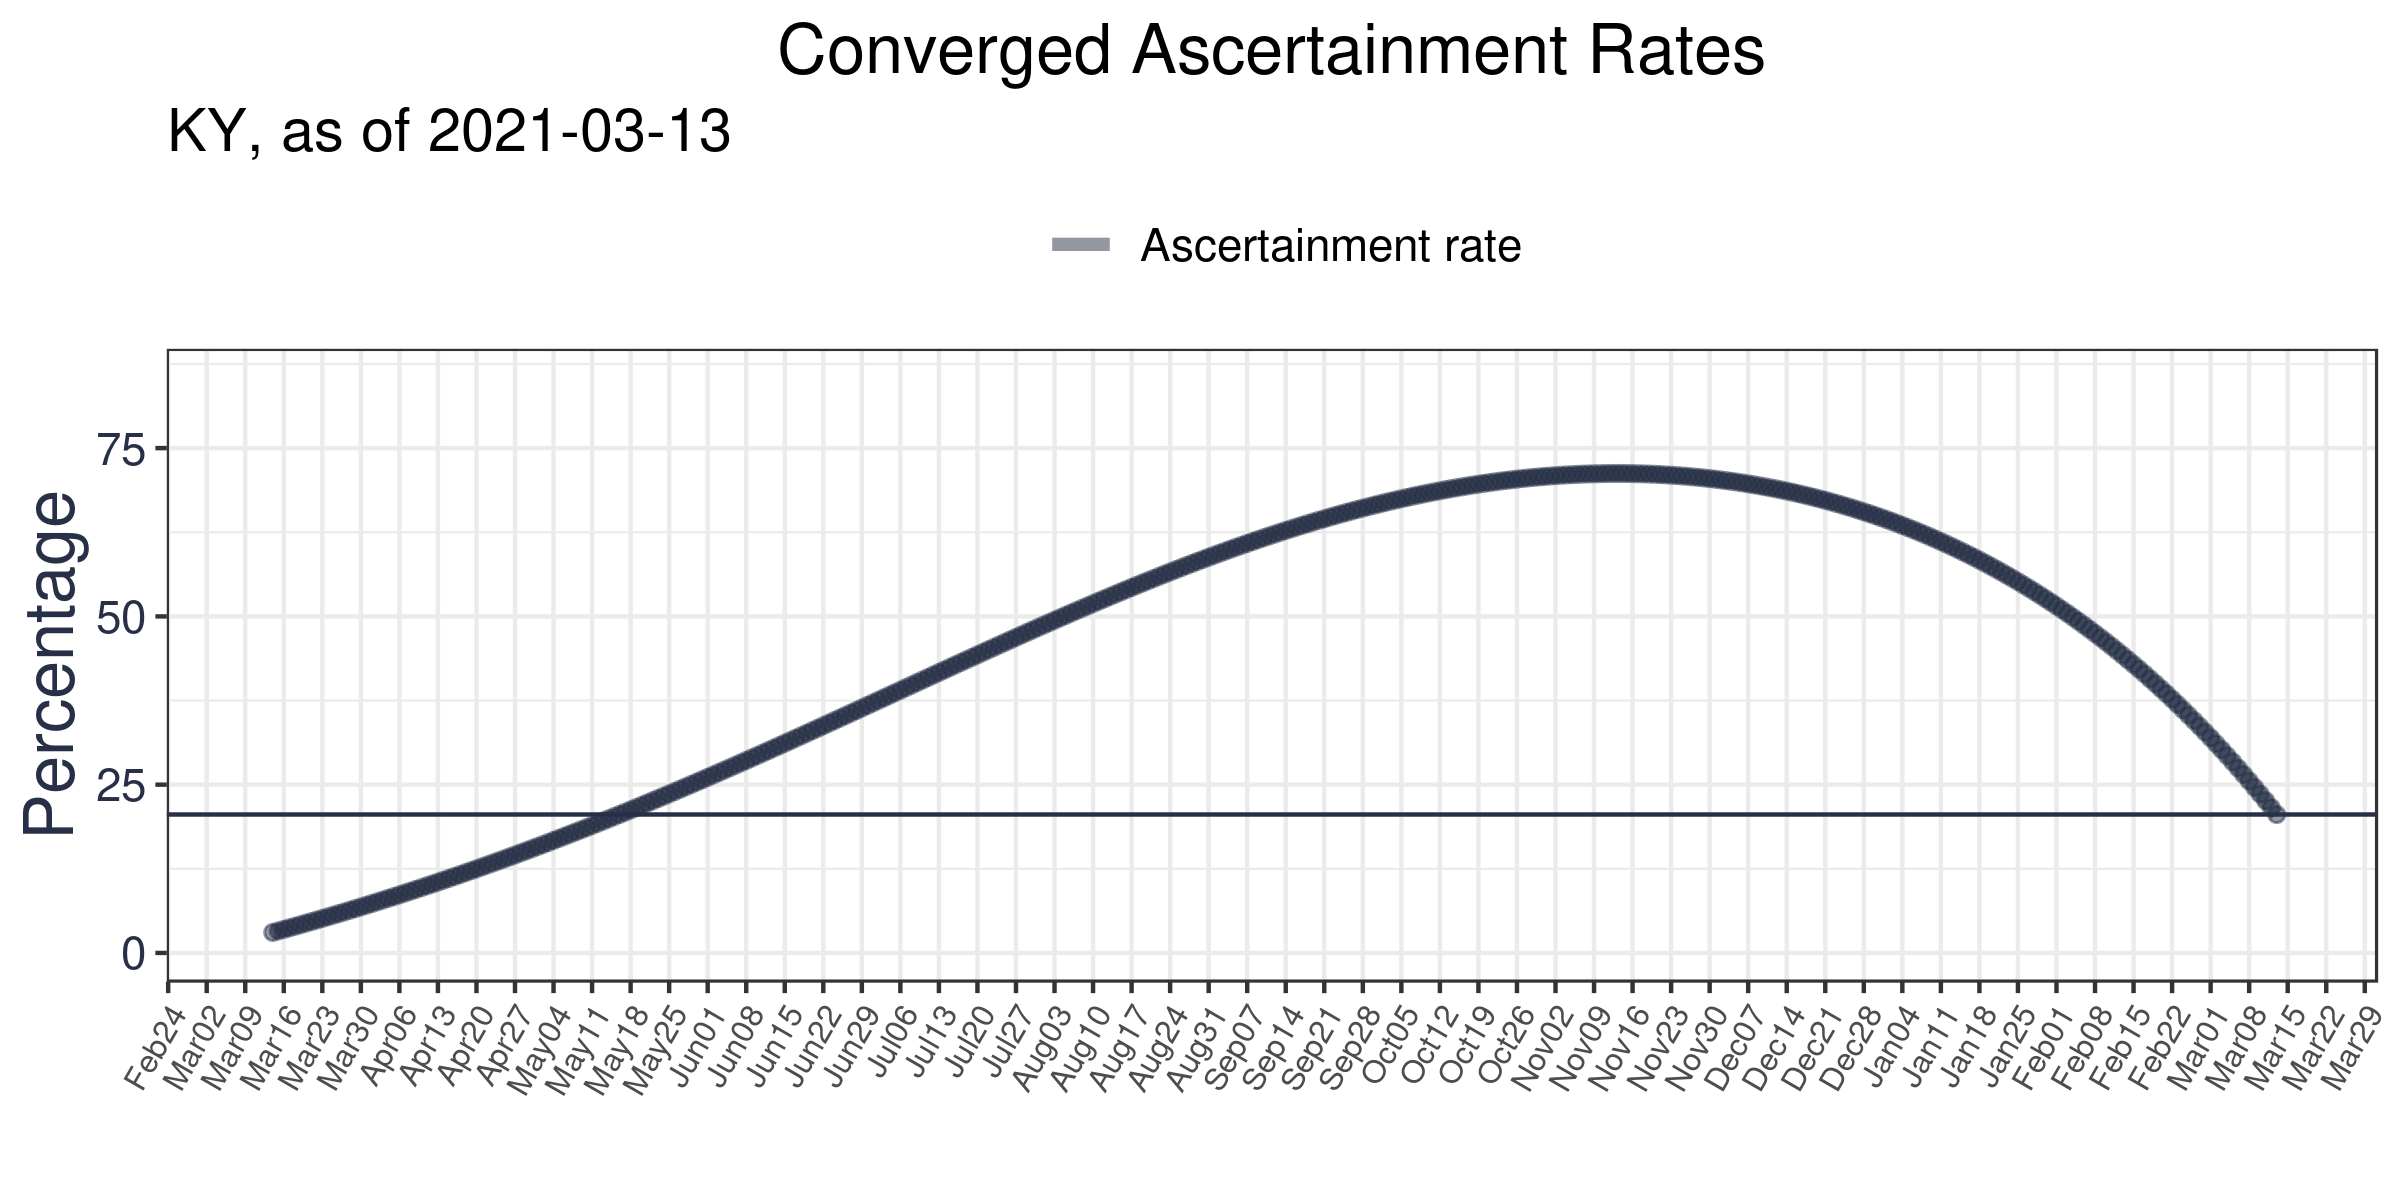 Converged Ascertainment Rates
KY, as of 2021-03-13
Ascertainment rate
Percentage
75
50
25
0
Feb24
Mar02
Mar09
Mar16
Mar23
Mar30
Apr06
Apr13
Apr20
Apr27
May04
May11
May18
May25
Jun01
Jun08
Jun15
Jun22
Jun29
Jul06
Jul13
Jul20
Jul27
Aug03
Aug10
Aug17
Aug24
Aug31
Sep07
Sep14
Sep21
Sep28
Oct05
Oct12
Oct19
Oct26
Nov02
Nov09
Nov16
Nov23
Nov30
Dec07
Dec14
Dec21
Dec28
Jan04
Jan11
Jan18
Jan25
Feb01
Feb08
Feb15
Feb22
Mar01
Mar08
Mar15
Mar22
Mar29